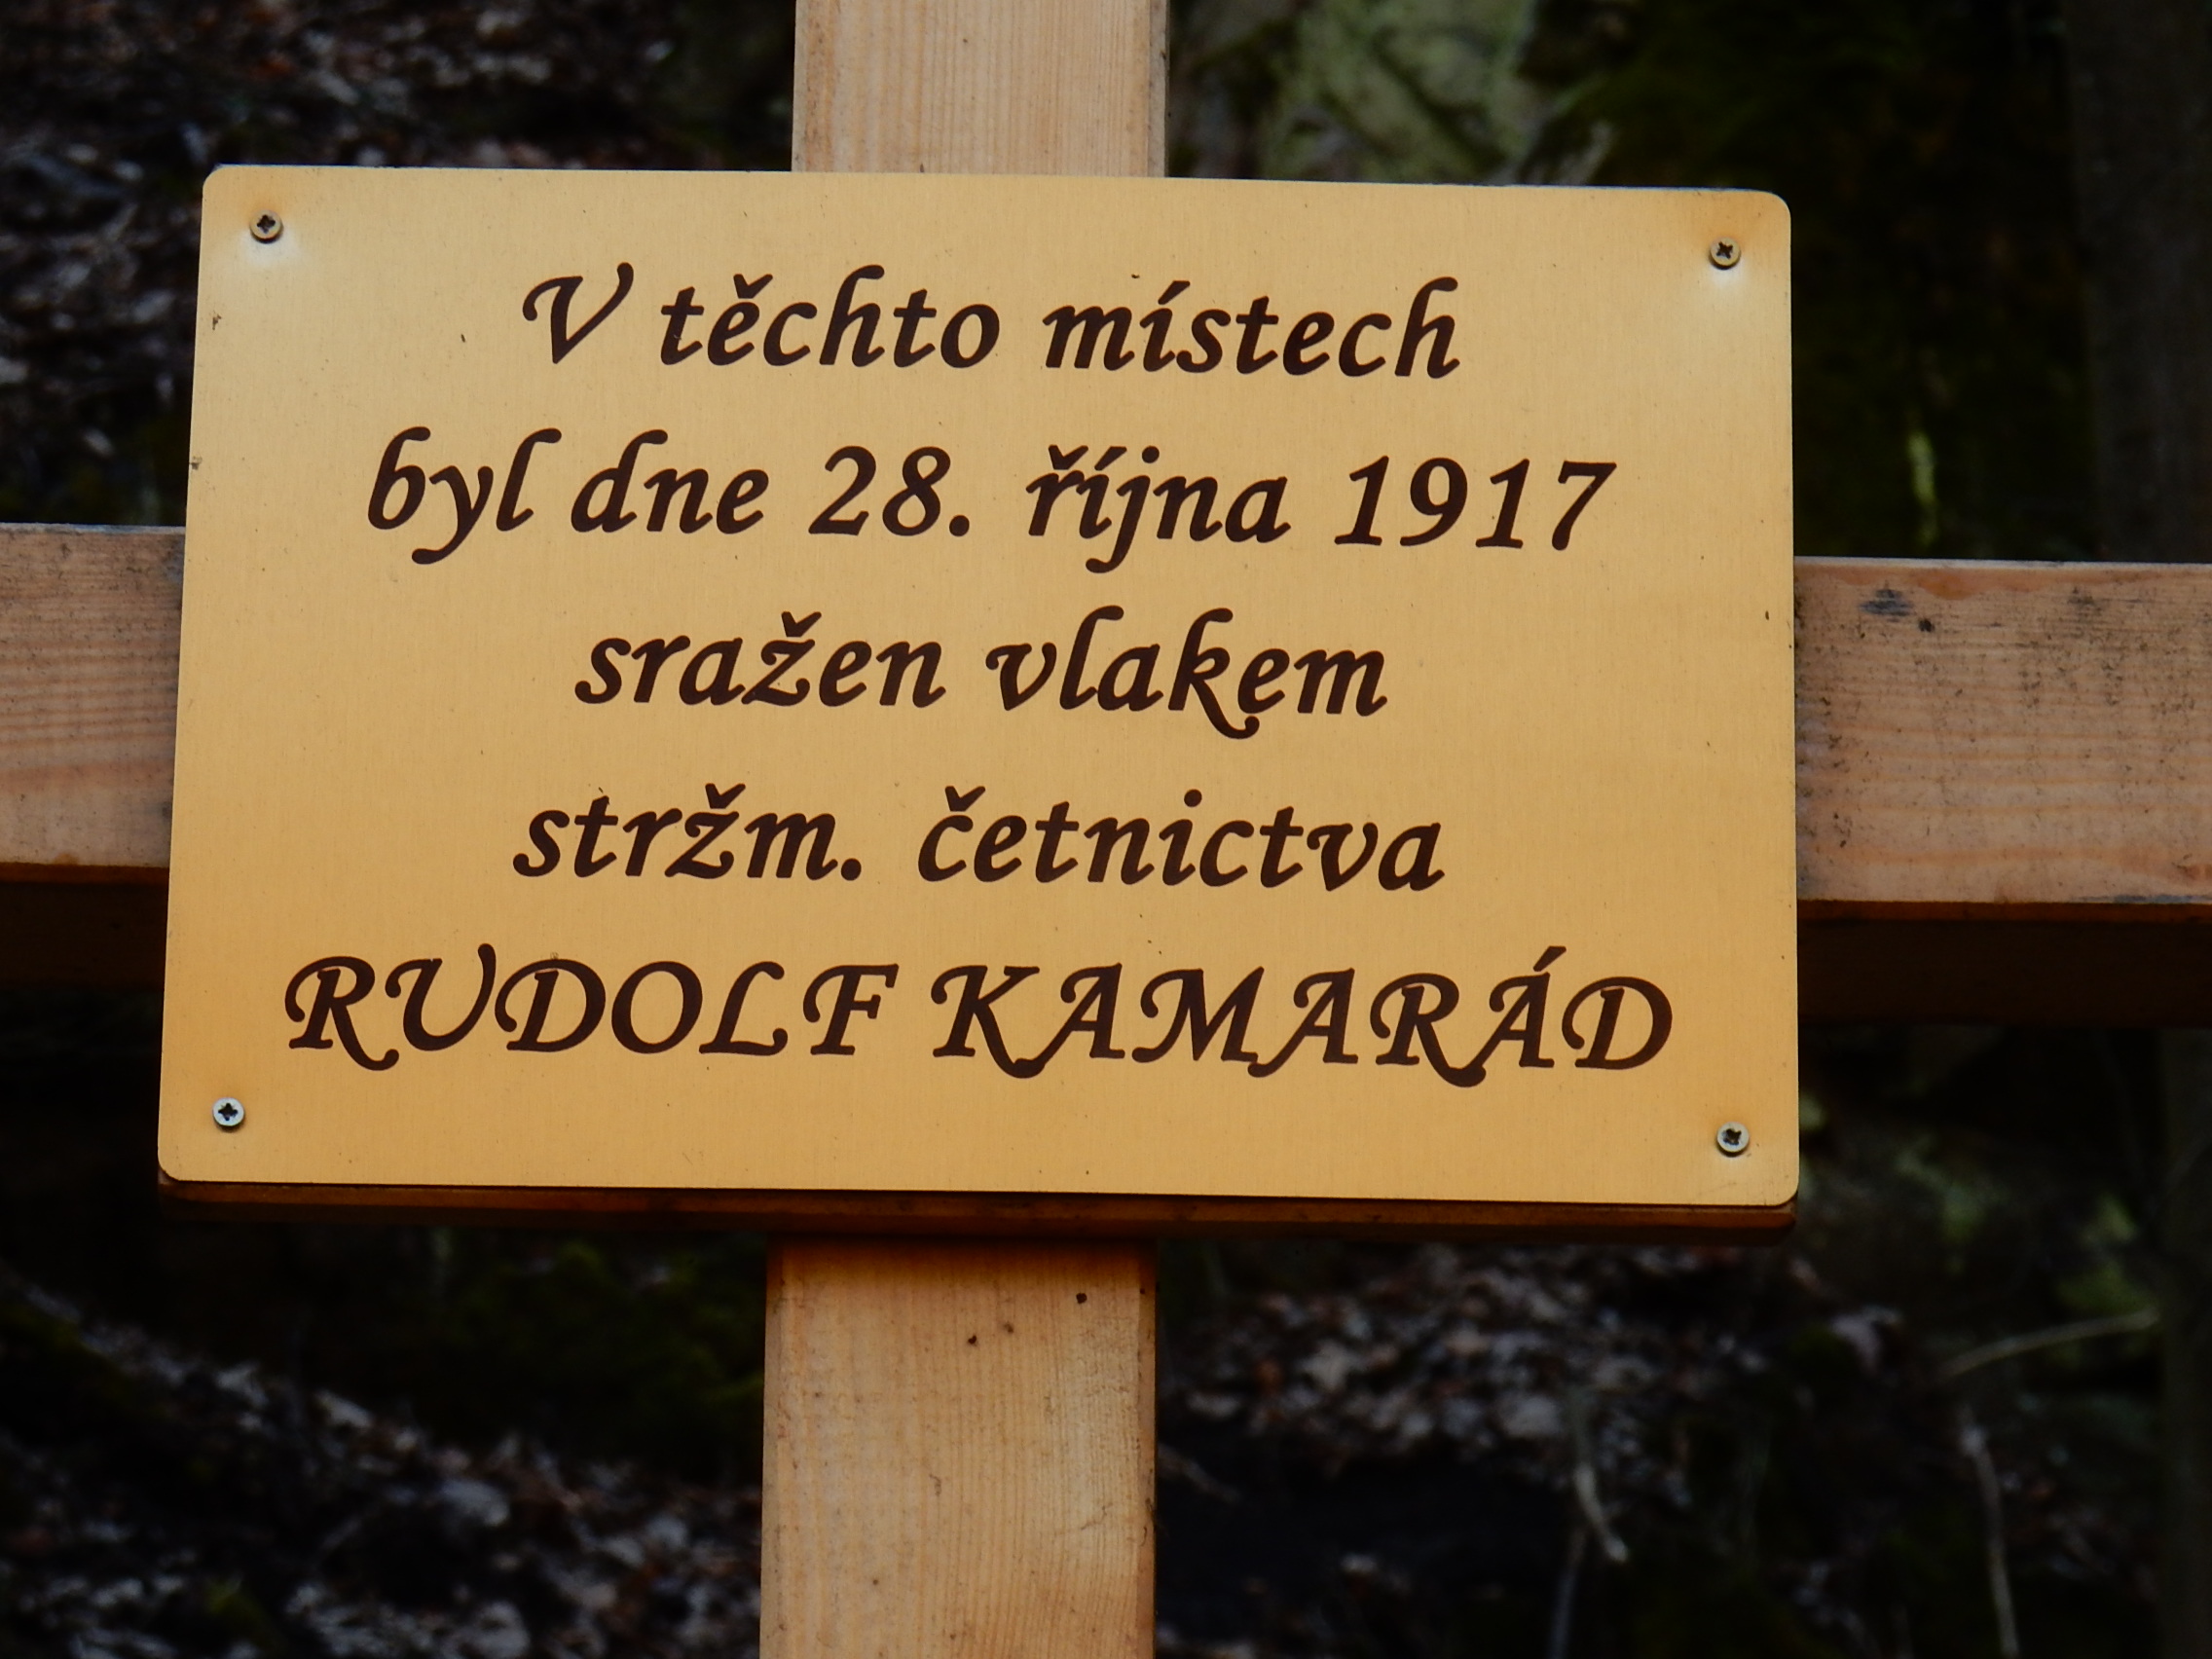 V těchto místech
byl dne 28. října 1917
sražen vlakem
stržm. četnictva
RUDOLF KAMARÁD